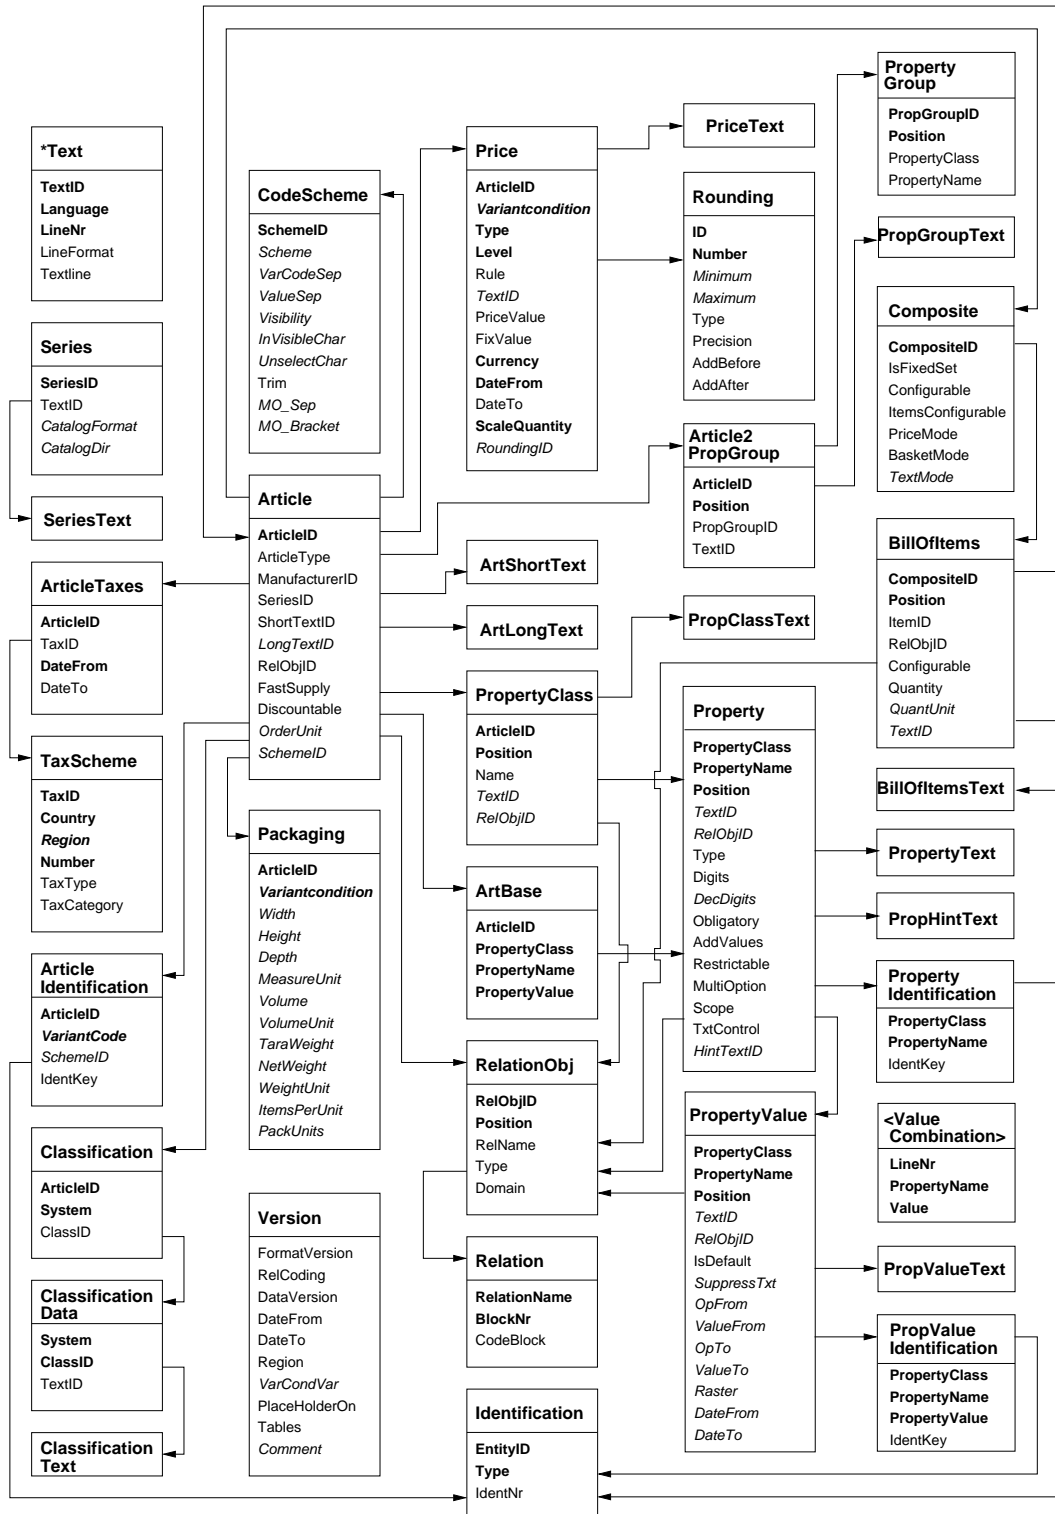 *Text
TextID
Language
LineNr
LineFormat
Textline
Series
SeriesID
TextID
CatalogFormat
CatalogDir
SeriesText
ArticleTaxes
ArticleID
TaxID
DateFrom
DateTo
TaxScheme
TaxID
Country
Region
Number
TaxType
TaxCategory
Article
Identification
ArticleID
VariantCode
SchemeID
IdentKey
Classification
ArticleID
System
ClassID
Classification
Data
System
ClassID
TextID
Classification
Text
CodeScheme
SchemeID
Scheme
VarCodeSep
ValueSep
Visibility
InVisibleChar
UnselectChar
Trim
MO_Sep
MO_Bracket
Article
ArticleID
ArticleType
ManufacturerID
SeriesID
ShortTextID
LongTextID
RelObjID
FastSupply
Discountable
OrderUnit
SchemeID
Packaging
ArticleID
Variantcondition
Width
Height
Depth
MeasureUnit
Volume
VolumeUnit
TaraWeight
NetWeight
WeightUnit
ItemsPerUnit
PackUnits
Version
FormatVersion
RelCoding
DataVersion
DateFrom
DateTo
Region
VarCondVar
PlaceHolderOn
Tables
Comment
Price
ArticleID
Variantcondition
Type
Level
Rule
TextID
PriceValue
FixValue
Currency
DateFrom
DateTo
ScaleQuantity
RoundingID
ArtShortText
ArtLongText
PropertyClass
ArticleID
Position
Name
TextID
RelObjID
ArtBase
ArticleID
PropertyClass
PropertyName
PropertyValue
RelationObj
RelObjID
Position
RelName
Type
Domain
Relation
RelationName
BlockNr
CodeBlock
Identification
EntityID
Type
IdentNr
PriceText
Rounding
ID
Number
Minimum
Maximum
Type
Precision
AddBefore
AddAfter
Article2
PropGroup
ArticleID
Position
PropGroupID
TextID
PropClassText
Property
PropertyClass
PropertyName
Position
TextID
RelObjID
Type
Digits
DecDigits
Obligatory
AddValues
Restrictable
MultiOption
Scope
TxtControl
HintTextID
PropertyValue
PropertyClass
PropertyName
Position
TextID
RelObjID
IsDefault
SuppressTxt
OpFrom
ValueFrom
OpTo
ValueTo
Raster
DateFrom
DateTo
Property
Group
PropGroupID
Position
PropertyClass
PropertyName
PropGroupText
Composite
CompositeID
IsFixedSet
Configurable
ItemsConfigurable
PriceMode
BasketMode
TextMode
BillOfItems
CompositeID
Position
ItemID
RelObjID
Configurable
Quantity
QuantUnit
TextID
BillOfItemsText
PropertyText
PropHintText
Property
Identification
PropertyClass
PropertyName
IdentKey
<Value
Combination>
LineNr
PropertyName
Value
PropValueText
PropValue
Identification
PropertyClass
PropertyName
PropertyValue
IdentKey